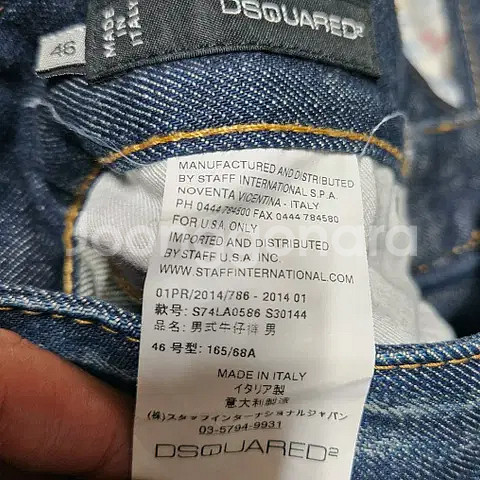 46
MADE
IN
ITALY
DSQUARED2
MANUFACTURED AND DISTRIBUTED
BY STAFF INTERNATIONAL S.P.A.
NOVENTA VICENTINA - ITALY
PH 0444 784500 FAX 0444 784580
FOR U.S.A. ONLY
IMPORTED AND DISTRIBUTED
BY STAFF U.S.A. INC.
WWW.STAFFINTERNATIONAL.COM
01PR/2014/786 - 2014 01
款号: S74LA0586 S30144
品名: 男式牛仔裤 男
46 号型: 165/68A
MADE IN ITALY
イタリア製
意大利製造
(株)スタッフインターナショナルジャパン
03-5794-9931
DSQUARED2